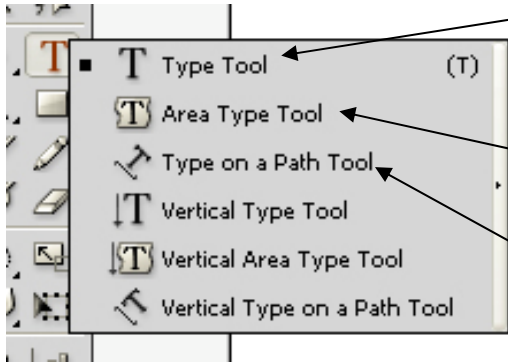 Type Tool (T)
Area Type Tool
Type on a Path Tool
Vertical Type Tool
Vertical Area Type Tool
Vertical Type on a Path Tool